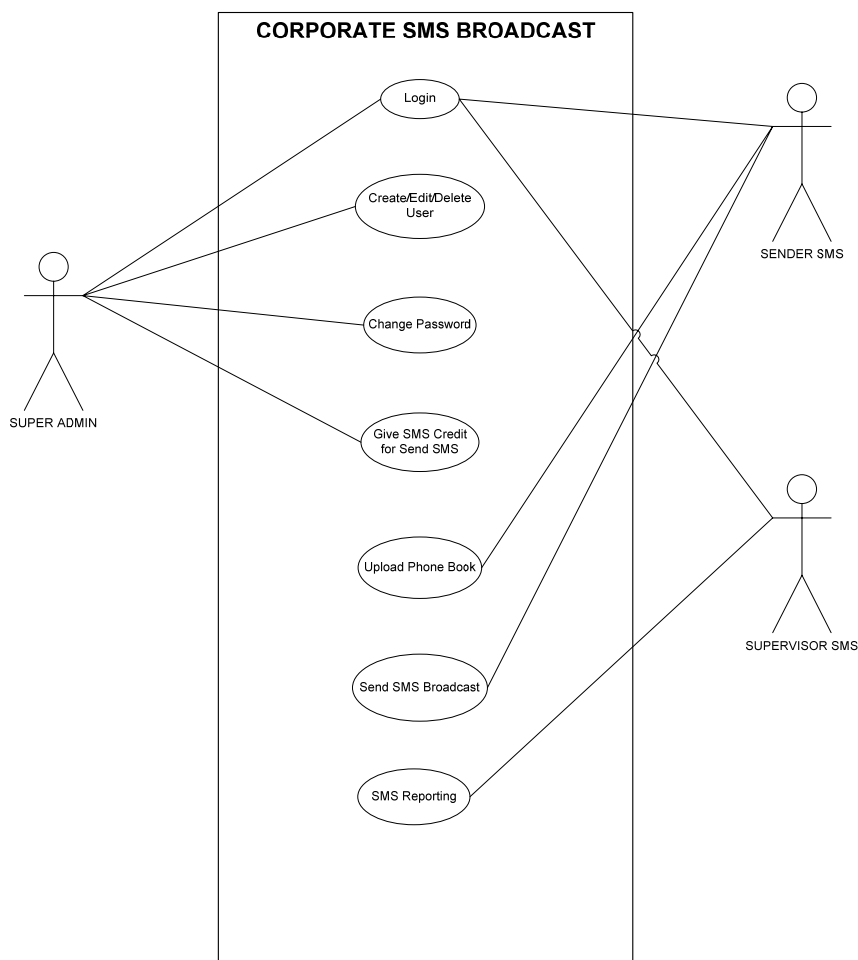 CORPORATE SMS BROADCAST
Login
Create/Edit/Delete
User
Change Password
Give SMS Credit
for Send SMS
Upload Phone Book
Send SMS Broadcast
SMS Reporting
SUPER ADMIN
SENDER SMS
SUPERVISOR SMS